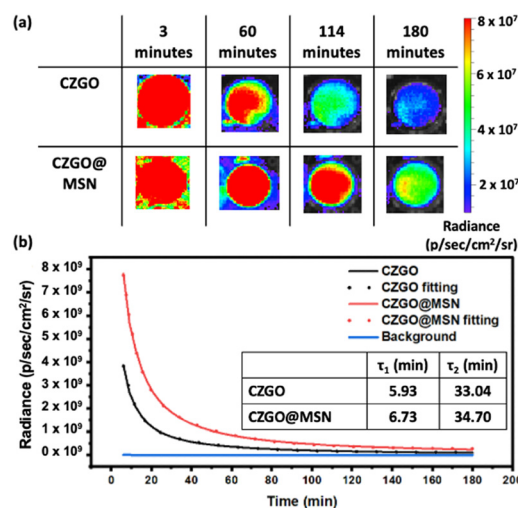 (a)
3 minutes
60 minutes
114 minutes
180 minutes
8 x 10⁷
6 x 10⁷
4 x 10⁷
2 x 10⁷
CZGO
CZGO@
MSN
Radiance
(p/sec/cm²/sr)
(b)
8 x 10⁹
7 x 10⁹
6 x 10⁹
5 x 10⁹
4 x 10⁹
3 x 10⁹
2 x 10⁹
1 x 10⁹
0 x 10⁹
Radiance (p/sec/cm²/sr)
CZGO
CZGO fitting
CZGO@MSN
CZGO@MSN fitting
Background
τ₁ (min) τ₂ (min)
CZGO 5.93 33.04
CZGO@MSN 6.73 34.70
0 20 40 60 80 100 120 140 160 180 200
Time (min)